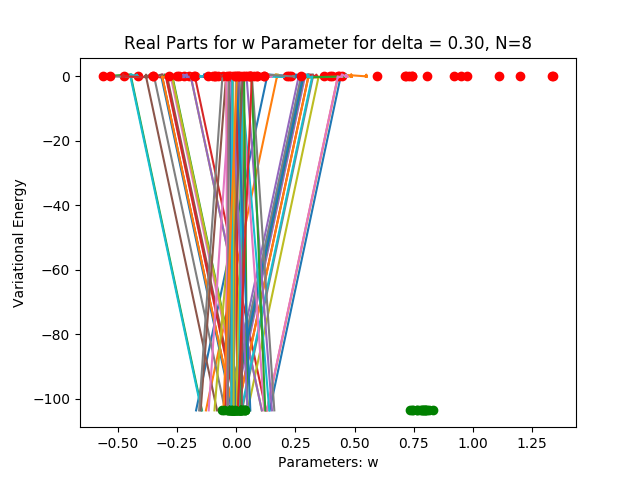 Real Parts for w Parameter for delta = 0.30, N=8
Variational Energy
0
−20
−40
−60
−80
−100
−0.50 −0.25 0.00 0.25 0.50 0.75 1.00 1.25
Parameters: w